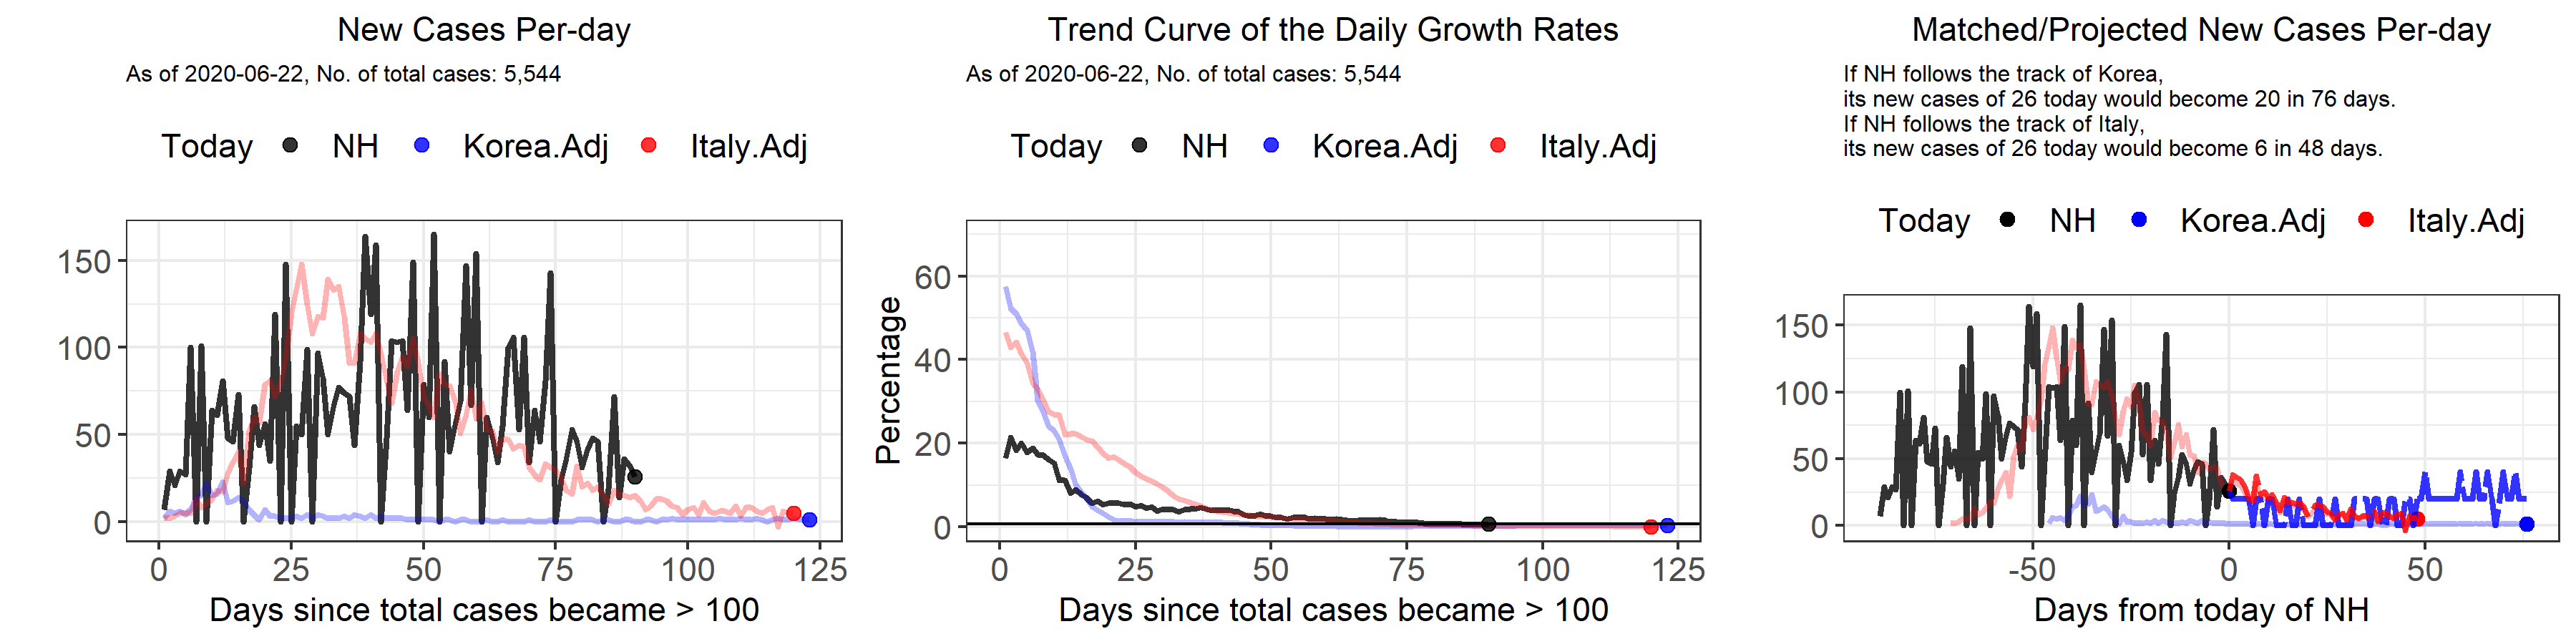 New Cases Per-day
As of 2020-06-22, No. of total cases: 5,544
Today NH Korea.Adj Italy.Adj
150
100
50
0
0 25 50 75 100 125
Days since total cases became > 100
Trend Curve of the Daily Growth Rates
As of 2020-06-22, No. of total cases: 5,544
Today NH Korea.Adj Italy.Adj
Percentage
60
40
20
0
0 25 50 75 100 125
Days since total cases became > 100
Matched/Projected New Cases Per-day
If NH follows the track of Korea,
its new cases of 26 today would become 20 in 76 days.
If NH follows the track of Italy,
its new cases of 26 today would become 6 in 48 days.
Today NH Korea.Adj Italy.Adj
150
100
50
0
-50 0 50
Days from today of NH